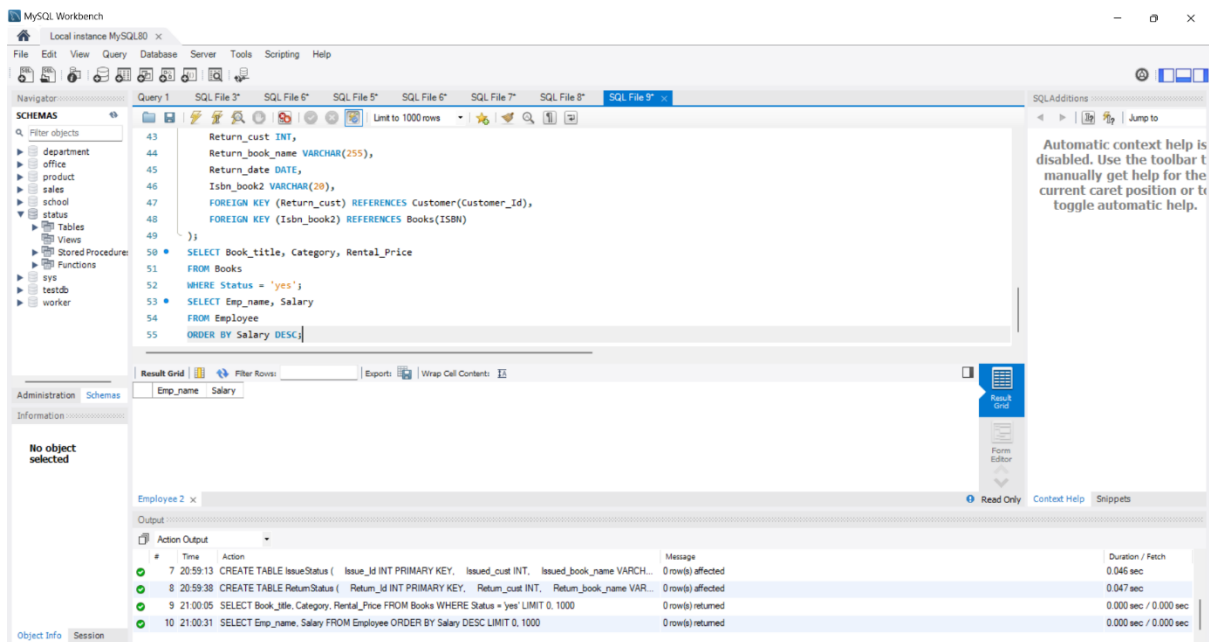 MySQL Workbench
Local instance MySQL80
File Edit View Query Database Server Tools Scripting Help
Navigator
SCHEMAS
Filter objects
department
office
product
sales
school
status
Tables
Views
Stored Procedures
Functions
sys
testdb
worker
Administration Schemas
Information
No object
selected
Object Info Session
Query 1 SQL File 3* SQL File 6* SQL File 5* SQL File 6* SQL File 7* SQL File 8* SQL File 9*
Limit to 1000 rows
43 Return_cust INT,
44 Return_book_name VARCHAR(255),
45 Return_date DATE,
46 Isbn_book2 VARCHAR(20),
47 FOREIGN KEY (Return_cust) REFERENCES Customer(Customer_Id),
48 FOREIGN KEY (Isbn_book2) REFERENCES Books(ISBN)
49 );
50 SELECT Book_title, Category, Rental_Price
51 FROM Books
52 WHERE Status = 'yes';
53 SELECT Emp_name, Salary
54 FROM Employee
55 ORDER BY Salary DESC;
Result Grid Filter Rows: Export: Wrap Cell Content:
Emp_name Salary
Result
Grid
Form
Editor
Employee 2 Read Only
Output
Action Output
# Time Action Message Duration / Fetch
7 20:59:13 CREATE TABLE IssueStatus ( Issue_Id INT PRIMARY KEY, Issued_cust INT, Issued_book_name VARCH... 0 row(s) affected 0.046 sec
8 20:59:38 CREATE TABLE ReturnStatus ( Return_Id INT PRIMARY KEY, Return_cust INT, Return_book_name VAR... 0 row(s) affected 0.047 sec
9 21:00:05 SELECT Book_title, Category, Rental_Price FROM Books WHERE Status = 'yes' LIMIT 0, 1000 0 row(s) returned 0.000 sec / 0.000 sec
10 21:00:31 SELECT Emp_name, Salary FROM Employee ORDER BY Salary DESC LIMIT 0, 1000 0 row(s) returned 0.000 sec / 0.000 sec
SQLAdditions
Jump to
Automatic context help is
disabled. Use the toolbar t
manually get help for the
current caret position or to
toggle automatic help.
Context Help Snippets